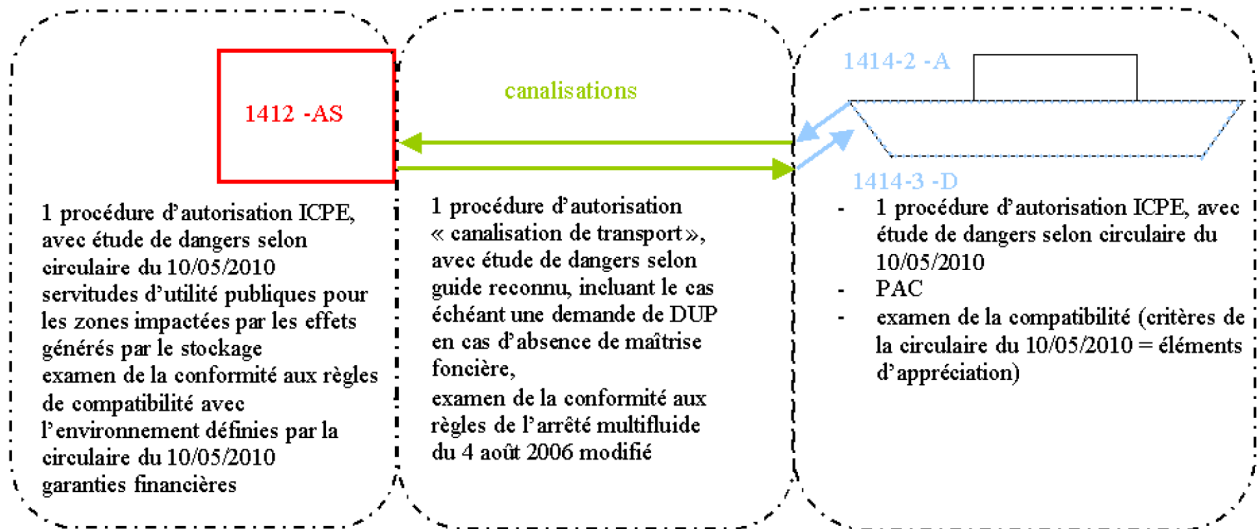 1412 -AS
1 procédure d'autorisation ICPE,
avec étude de dangers selon
circulaire du 10/05/2010
servitudes d'utilité publiques pour
les zones impactées par les effets
générés par le stockage
examen de la conformité aux règles
de compatibilité avec
l'environnement définies par la
circulaire du 10/05/2010
garanties financières
canalisations
1 procédure d'autorisation
« canalisation de transport »,
avec étude de dangers selon
guide reconnu, incluant le cas
échéant une demande de DUP
en cas d'absence de maîtrise
foncière,
examen de la conformité aux
règles de l'arrêté multifluide
du 4 août 2006 modifié
1414-2 -A
1414-3 -D
- 1 procédure d'autorisation ICPE, avec
étude de dangers selon circulaire du
10/05/2010
- PAC
- examen de la compatibilité (critères de
la circulaire du 10/05/2010 = éléments
d'appréciation)